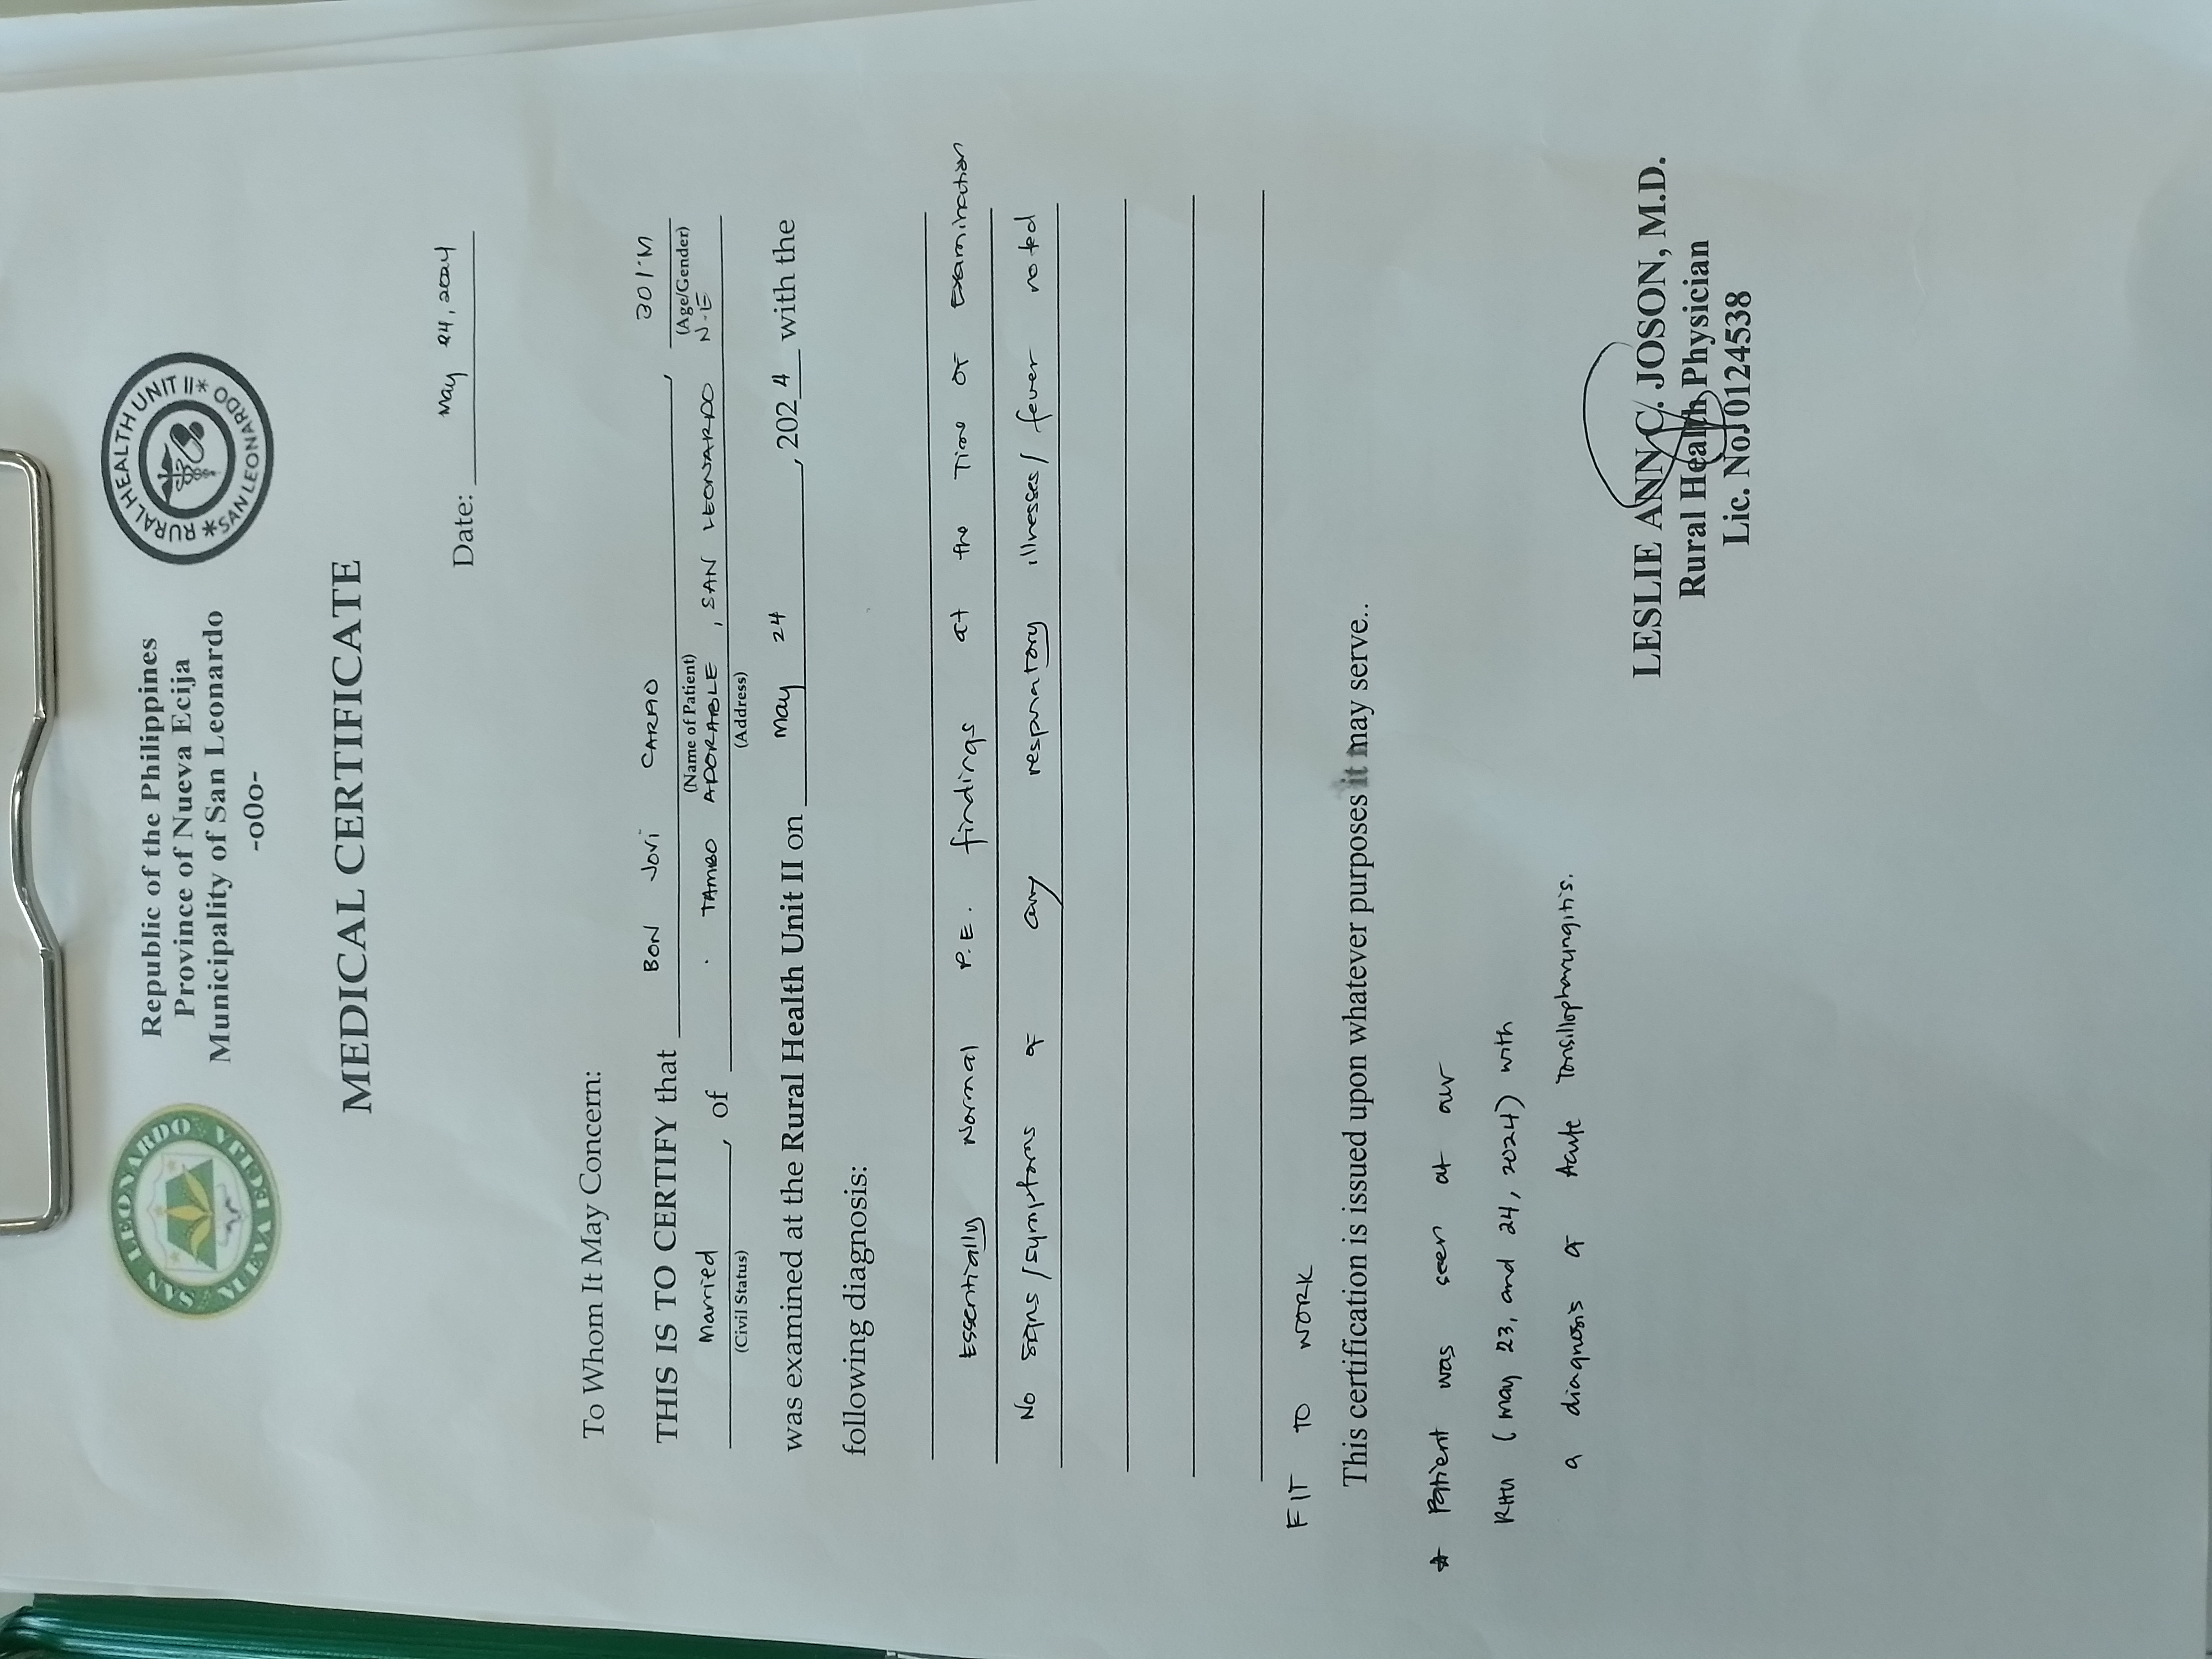 SAN LEONARDO
NUEVA ECIJA
Republic of the Philippines
Province of Nueva Ecija
Municipality of San Leonardo
-o0o-
RURAL HEALTH UNIT II
SAN LEONARDO
MEDICAL CERTIFICATE
Date: May 24, 2024
To Whom It May Concern:
THIS IS TO CERTIFY that BON JOVI CARAO, 30/M
(Name of Patient) (Age/Gender)
Married, of TAMBO ADORABLE, SAN LEONARDO N.E
(Civil Status) (Address)
was examined at the Rural Health Unit II on May 24, 2024 with the
following diagnosis:
Essentially Normal P.E. findings at the Time of Examination
No signs/symptoms of any respiratory illnesses/ fever noted
FIT TO WORK
This certification is issued upon whatever purposes it may serve..
* Patient was seen at our
RHU (May 23, and 24, 2024) with
a diagnosis of Acute Tonsillopharyngitis.
LESLIE ANN C. JOSON, M.D.
Rural Health Physician
Lic. No. 0124538